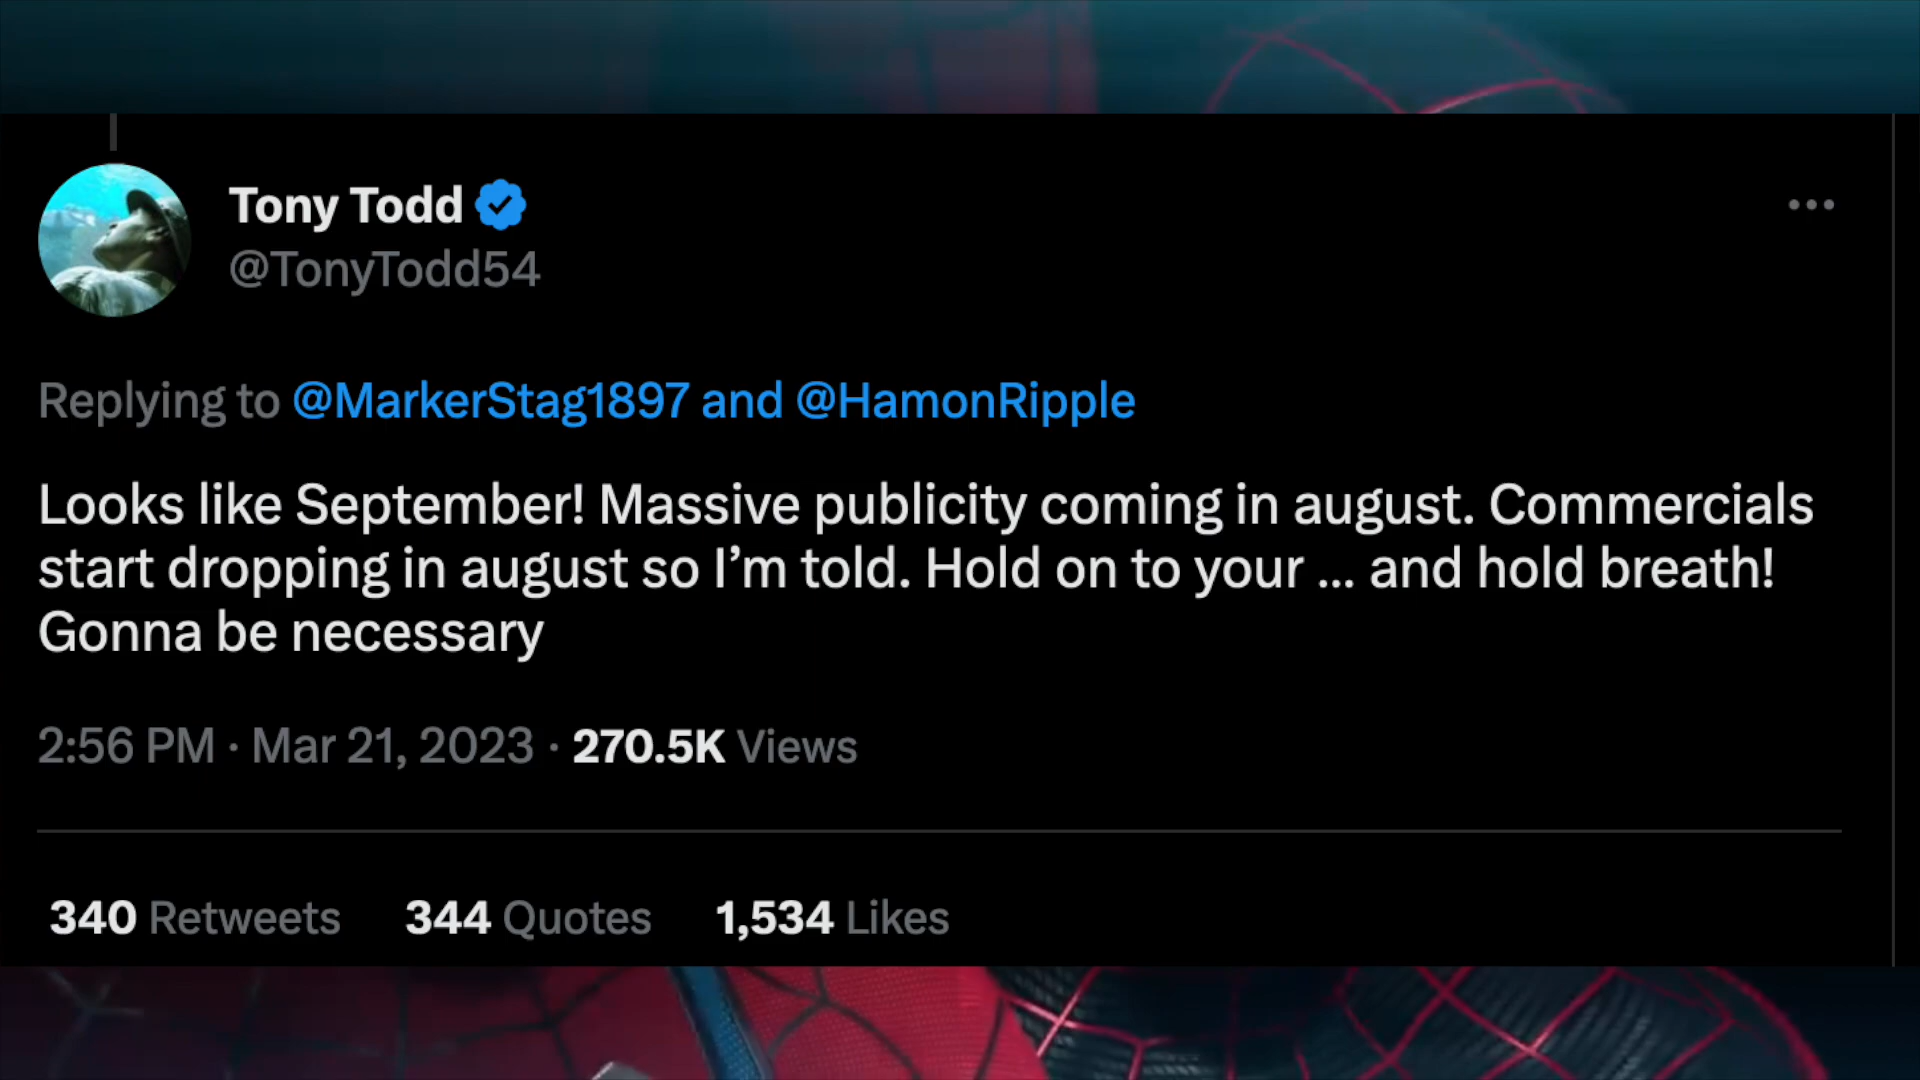 Tony Todd
@TonyTodd54
Replying to @MarkerStag1897 and @HamonRipple
Looks like September! Massive publicity coming in august. Commercials
start dropping in august so I’m told. Hold on to your ... and hold breath!
Gonna be necessary
2:56 PM · Mar 21, 2023 · 270.5K Views
340 Retweets 344 Quotes 1,534 Likes